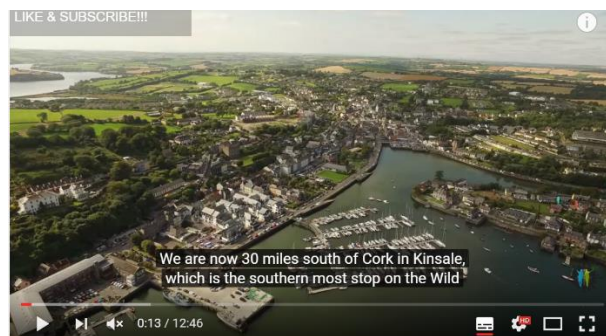 LIKE & SUBSCRIBE!!!
We are now 30 miles south of Cork in Kinsale,
which is the southern most stop on the Wild
0:13 / 12:46
HD